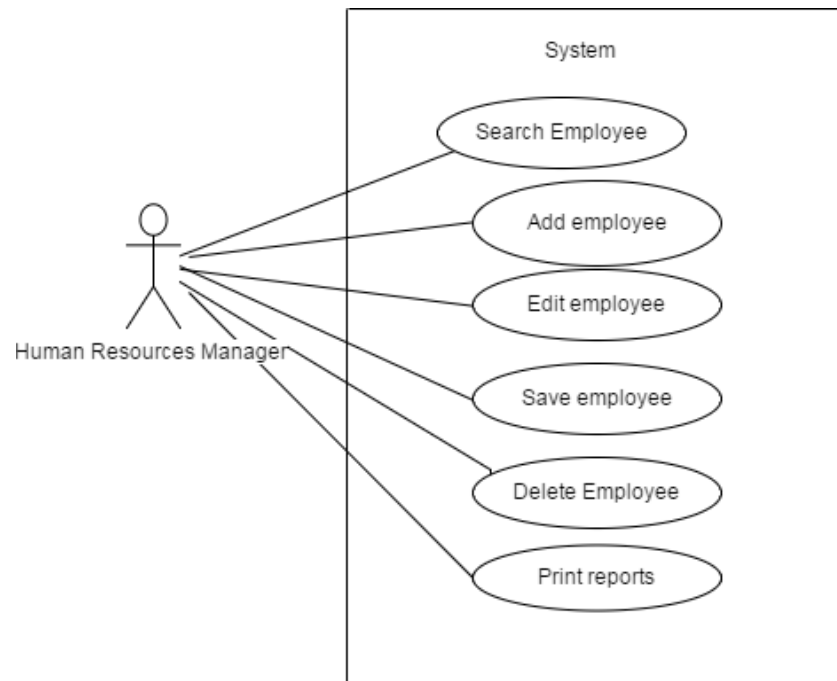 System
Search Employee
Add employee
Edit employee
Human Resources Manager
Save employee
Delete Employee
Print reports